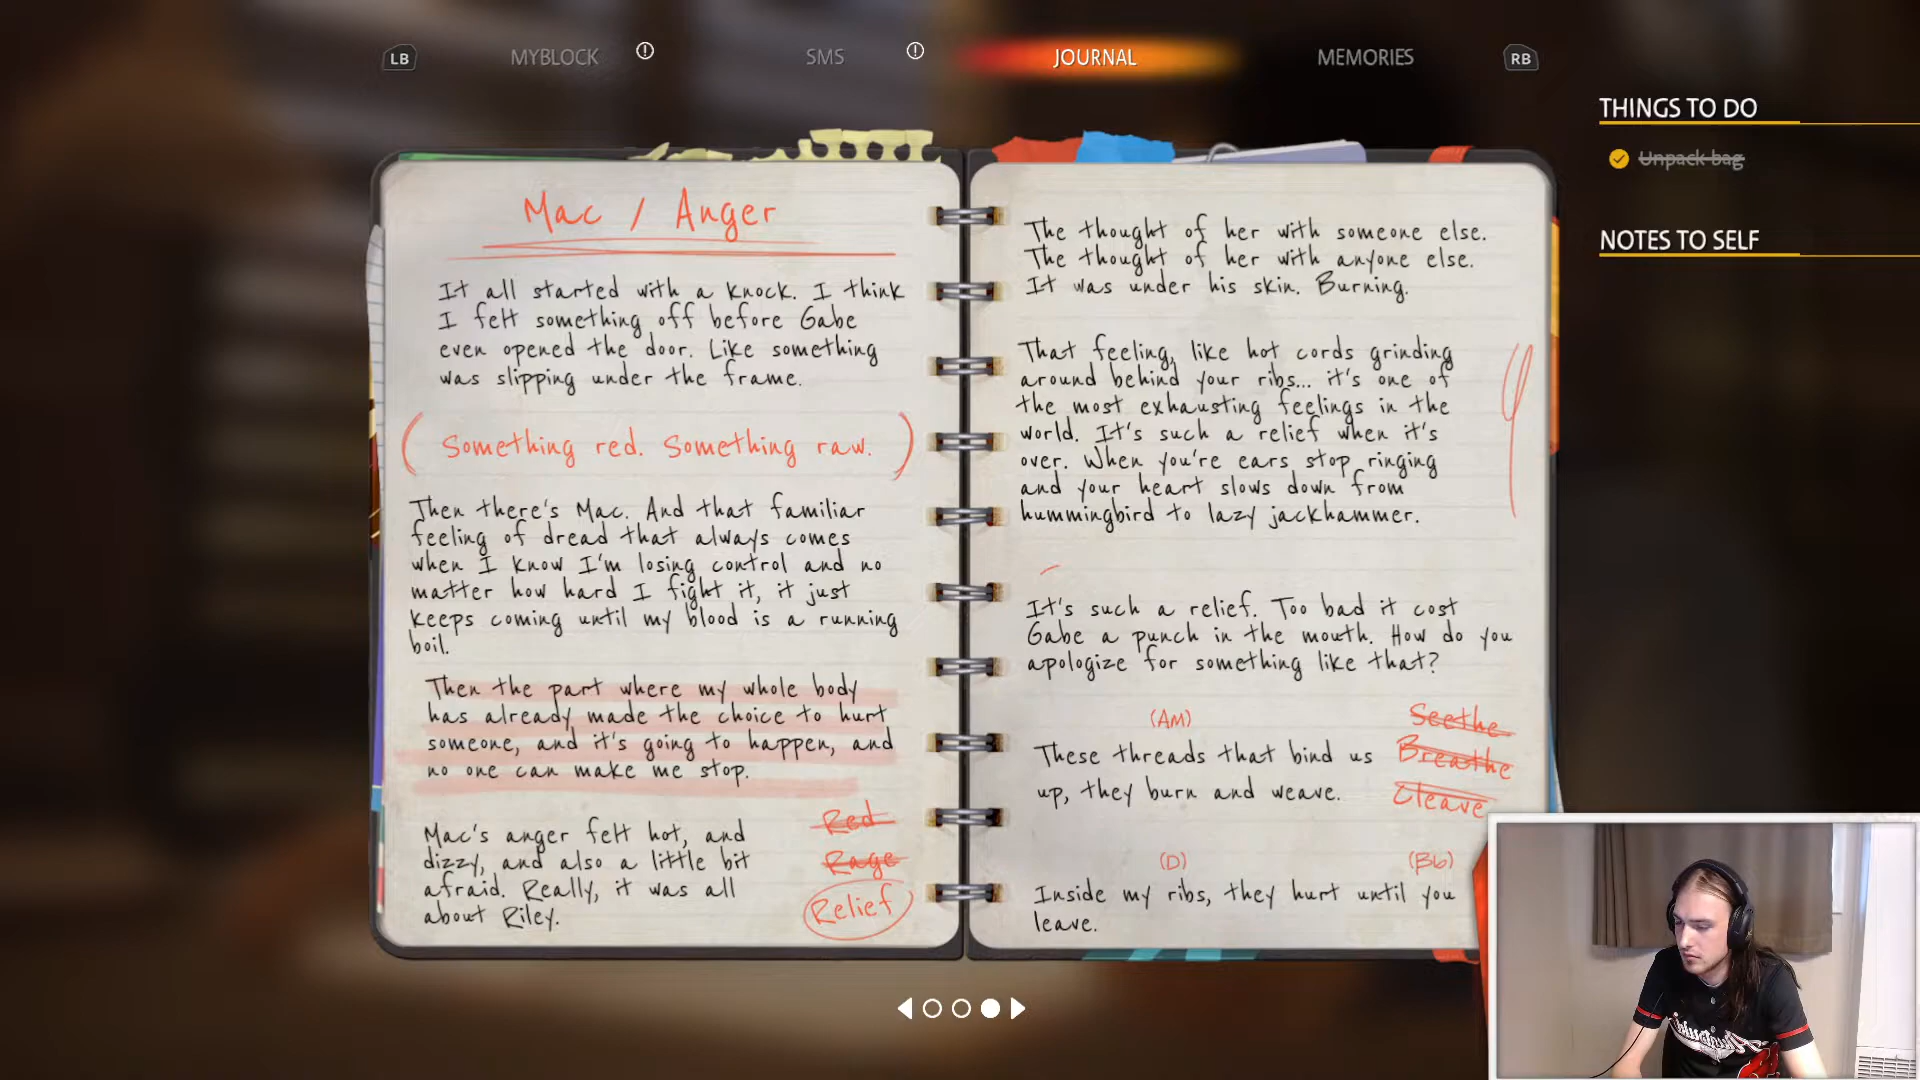 LB
MYBLOCK
SMS
JOURNAL
MEMORIES
RB
THINGS TO DO
Unpack bag
NOTES TO SELF
Mac / Anger
It all started with a knock. I think
I felt something off before Gabe
even opened the door. Like something
was slipping under the frame.
(Something red. Something raw.)
Then there's Mac. And that familiar
feeling of dread that always comes
when I know I'm losing control and no
matter how hard I fight it, it just
keeps coming until my blood is a running
boil.
Then the part where my whole body
has already made the choice to hurt
someone, and it's going to happen, and
no one can make me stop.
Mac's anger felt hot, and
dizzy, and also a little bit
afraid. Really, it was all
about Riley.
Red
Rage
Relief
The thought of her with someone else.
The thought of her with anyone else.
It was under his skin. Burning.
That feeling, like hot cords grinding
around behind your ribs... it's one of
the most exhausting feelings in the
world. It's such a relief when it's
over. When you're ears stop ringing
and your heart slows down from
hummingbird to lazy jackhammer.
It's such a relief. Too bad it cost
Gabe a punch in the mouth. How do you
apologize for something like that?
(AM)
These threads that bind us
up, they burn and weave.
Seethe
Breathe
Cleave
(D) (Bb)
Inside my ribs, they hurt until you
leave.